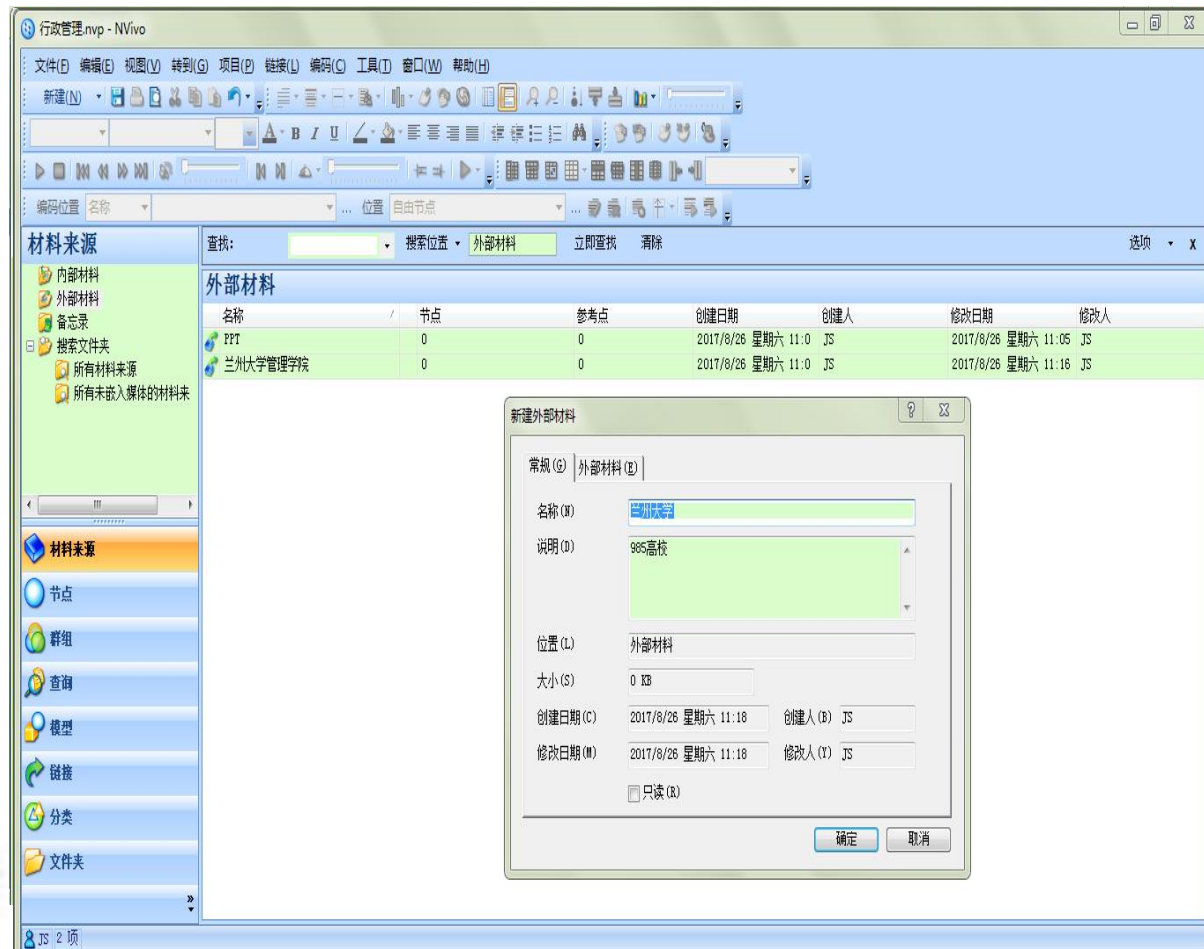 行政管理.nvp - NVivo
文件(F) 编辑(E) 视图(V) 转到(G) 项目(P) 链接(L) 编码(C) 工具(T) 窗口(W) 帮助(H)
新建(N)
A B I U
编码位置 名称 ... 位置 自由节点 ...
材料来源
内部材料
外部材料
备忘录
搜索文件夹
所有材料来源
所有未嵌入媒体的材料来
材料来源
节点
群组
查询
模型
链接
分类
文件夹
查找: 搜索位置 外部材料 立即查找 清除 选项 x
外部材料
名称 节点 参考点 创建日期 创建人 修改日期 修改人
PPT 0 0 2017/8/26 星期六 11:0 JS 2017/8/26 星期六 11:05 JS
兰州大学管理学院 0 0 2017/8/26 星期六 11:0 JS 2017/8/26 星期六 11:16 JS
新建外部材料
常规(G) 外部材料(E)
名称(N) 兰州大学
说明(D) 985高校
位置(L) 外部材料
大小(S) 0 KB
创建日期(C) 2017/8/26 星期六 11:18 创建人(B) JS
修改日期(M) 2017/8/26 星期六 11:18 修改人(Y) JS
只读(R)
确定 取消
JS 2 项